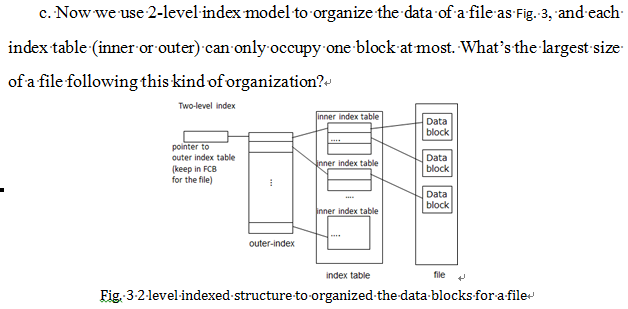 c. Now we use 2-level index model to organize the data of a file as Fig. 3, and each
index table (inner or outer) can only occupy one block at most. What's the largest size
of a file following this kind of organization?↵
Two-level index
pointer to
outer index table
(keep in FCB
for the file)
⋮
outer-index
inner index table
....
inner index table
....
inner index table
....
index table
Data
block
Data
block
Data
block
file ↵
Fig. 3 2-level indexed structure to organized the data blocks for a file↵